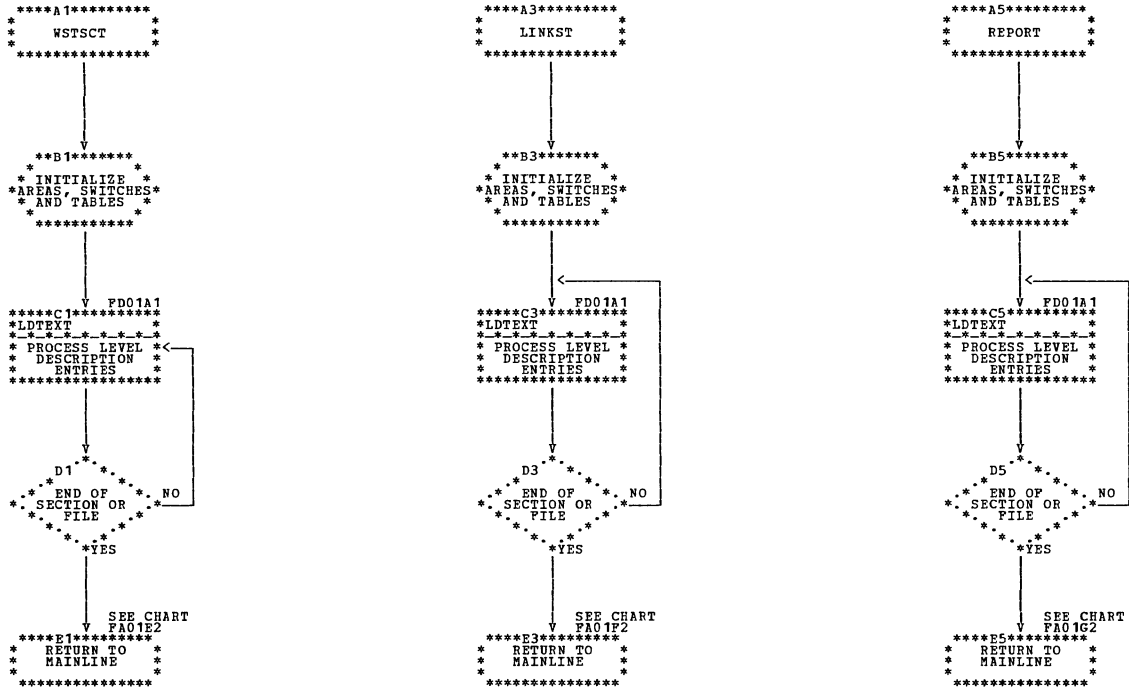 A1
WSTSCT
B1
INITIALIZE
AREAS, SWITCHES
AND TABLES
FD01A1
C1
LDTEXT
PROCESS LEVEL
DESCRIPTION
ENTRIES
D1
END OF
SECTION OR
FILE
NO
YES
SEE CHART
FA01E2
E1
RETURN TO
MAINLINE
A3
LINKST
B3
INITIALIZE
AREAS, SWITCHES
AND TABLES
FD01A1
C3
LDTEXT
PROCESS LEVEL
DESCRIPTION
ENTRIES
D3
END OF
SECTION OR
FILE
NO
YES
SEE CHART
FA01F2
E3
RETURN TO
MAINLINE
A5
REPORT
B5
INITIALIZE
AREAS, SWITCHES
AND TABLES
FD01A1
C5
LDTEXT
PROCESS LEVEL
DESCRIPTION
ENTRIES
D5
END OF
SECTION OR
FILE
NO
YES
SEE CHART
FA01G2
E5
RETURN TO
MAINLINE